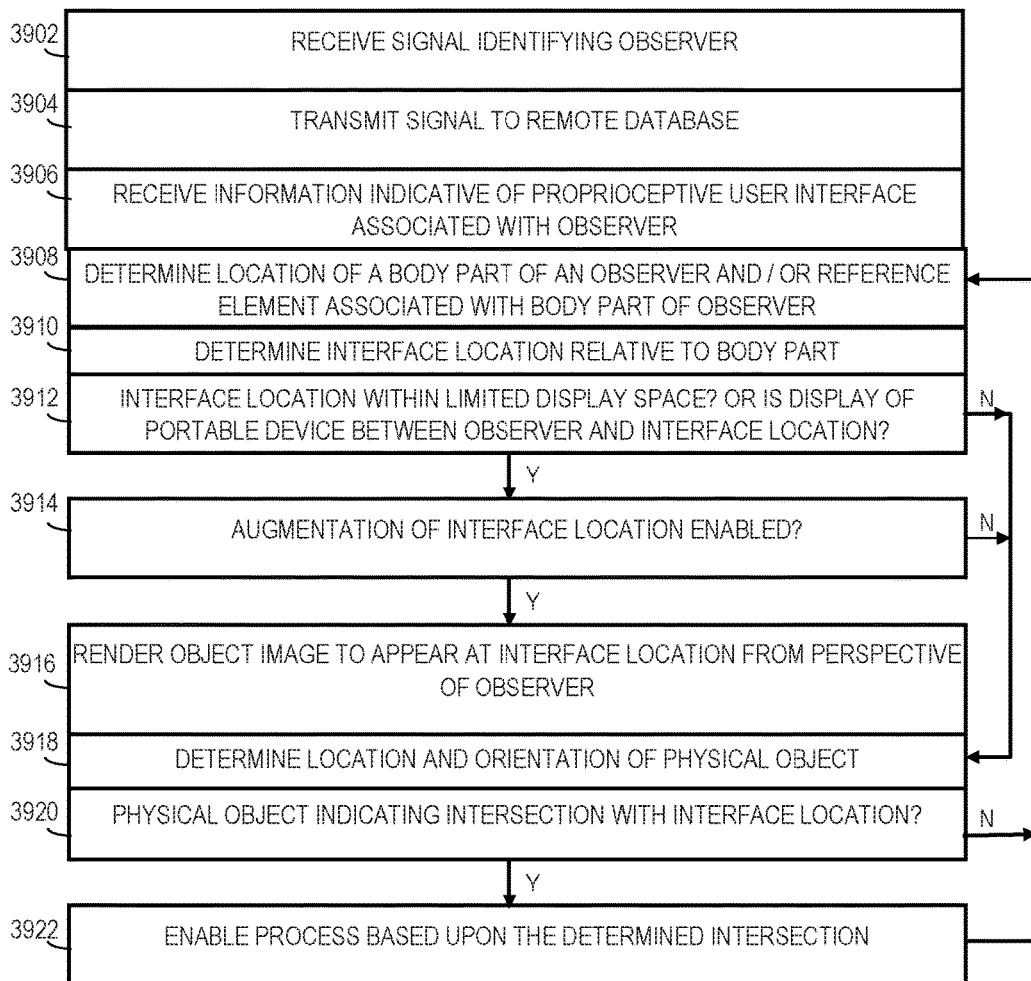 3902
RECEIVE SIGNAL IDENTIFYING OBSERVER
3904
TRANSMIT SIGNAL TO REMOTE DATABASE
3906
RECEIVE INFORMATION INDICATIVE OF PROPRIOCEPTIVE USER INTERFACE
ASSOCIATED WITH OBSERVER
3908
DETERMINE LOCATION OF A BODY PART OF AN OBSERVER AND / OR REFERENCE
ELEMENT ASSOCIATED WITH BODY PART OF OBSERVER
3910
DETERMINE INTERFACE LOCATION RELATIVE TO BODY PART
3912
INTERFACE LOCATION WITHIN LIMITED DISPLAY SPACE? OR IS DISPLAY OF
PORTABLE DEVICE BETWEEN OBSERVER AND INTERFACE LOCATION?
N
Y
3914
AUGMENTATION OF INTERFACE LOCATION ENABLED?
N
Y
3916
RENDER OBJECT IMAGE TO APPEAR AT INTERFACE LOCATION FROM PERSPECTIVE
OF OBSERVER
3918
DETERMINE LOCATION AND ORIENTATION OF PHYSICAL OBJECT
3920
PHYSICAL OBJECT INDICATING INTERSECTION WITH INTERFACE LOCATION?
N
Y
3922
ENABLE PROCESS BASED UPON THE DETERMINED INTERSECTION